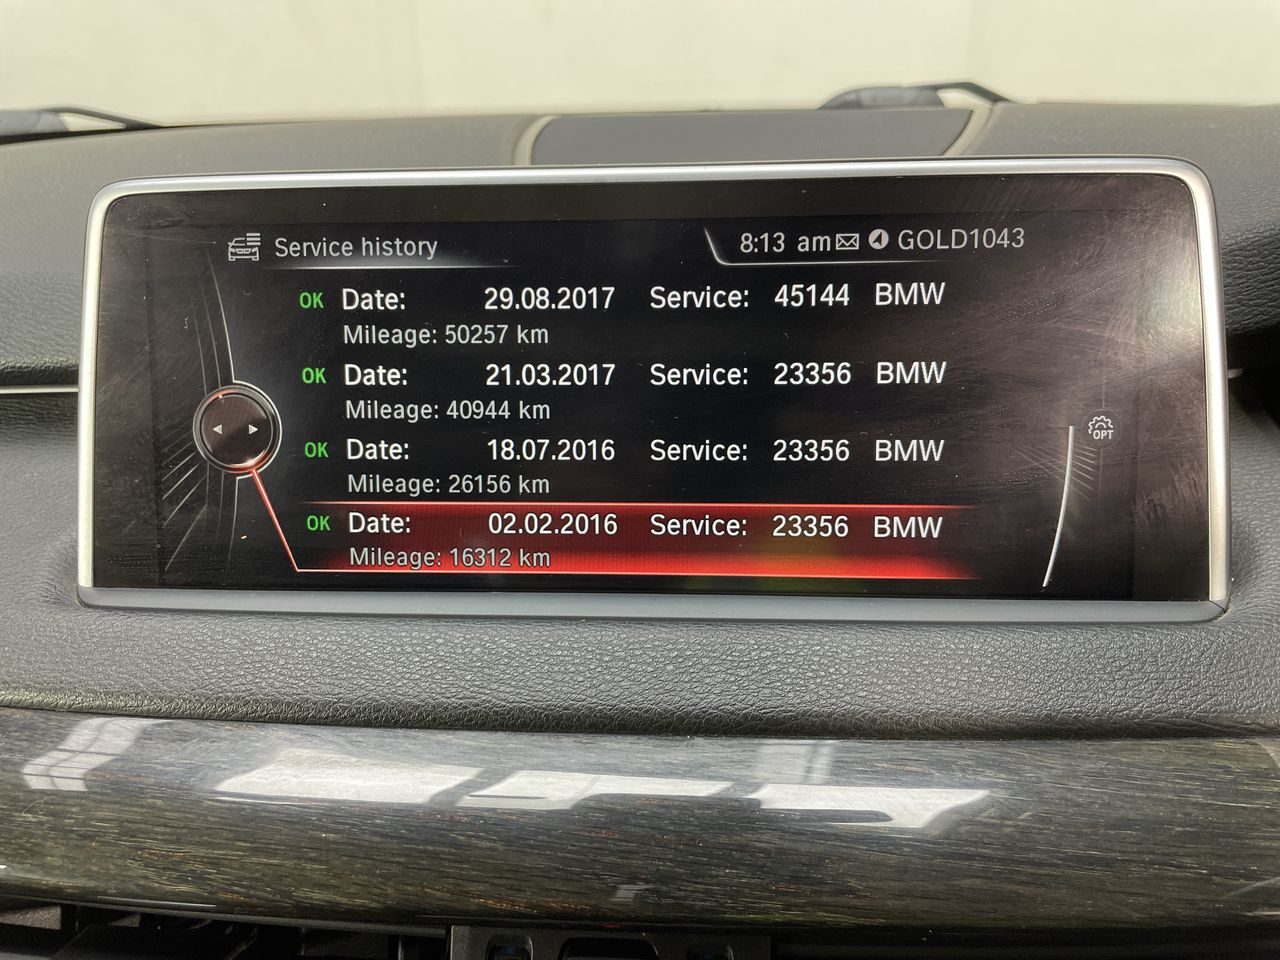 Service history
8:13 am GOLD1043
OK Date: 29.08.2017 Service: 45144 BMW
Mileage: 50257 km
OK Date: 21.03.2017 Service: 23356 BMW
Mileage: 40944 km
OK Date: 18.07.2016 Service: 23356 BMW
Mileage: 26156 km
OK Date: 02.02.2016 Service: 23356 BMW
Mileage: 16312 km
OPT